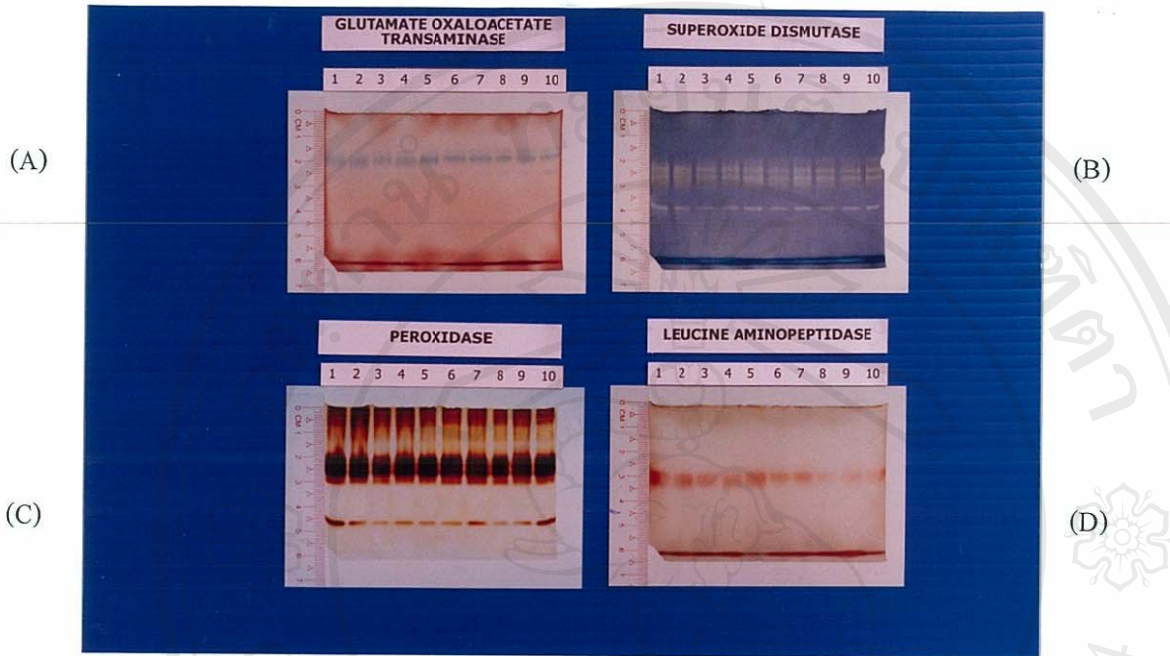 GLUTAMATE OXALOACETATE
TRANSAMINASE
1 2 3 4 5 6 7 8 9 10
(A)
SUPEROXIDE DISMUTASE
1 2 3 4 5 6 7 8 9 10
(B)
PEROXIDASE
1 2 3 4 5 6 7 8 9 10
(C)
LEUCINE AMINOPEPTIDASE
1 2 3 4 5 6 7 8 9 10
(D)